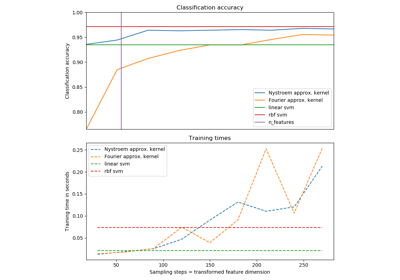 Classification accuracy
1.00
0.95
0.90
0.85
0.80
Classification accuracy
Nystroem approx. kernel
Fourier approx. kernel
linear svm
rbf svm
n_features
Training times
0.25
0.20
0.15
0.10
0.05
Training time in seconds
Nystroem approx. kernel
Fourier approx. kernel
linear svm
rbf svm
50
100
150
200
250
Sampling steps = transformed feature dimension